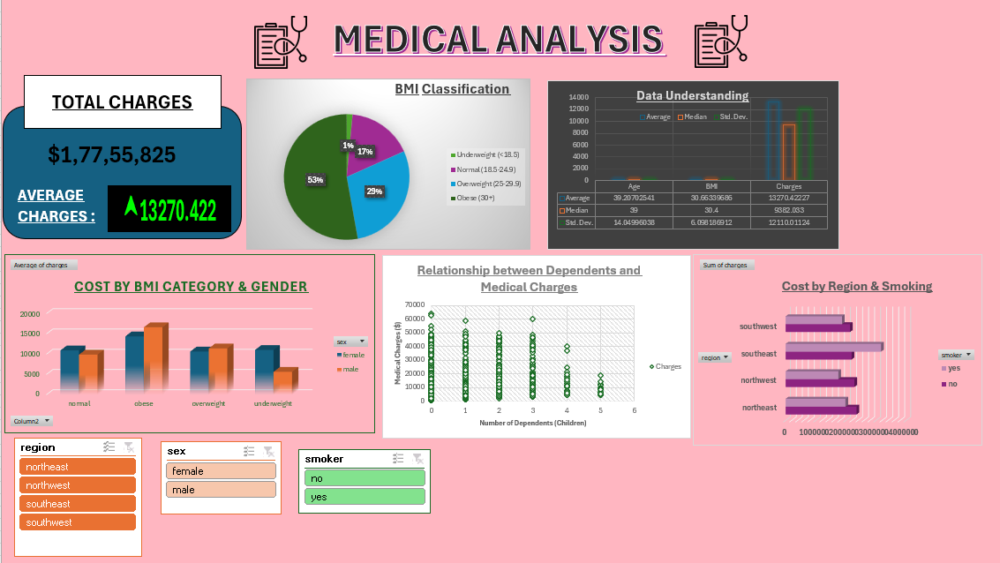 MEDICAL ANALYSIS
TOTAL CHARGES
$1,77,55,825
AVERAGE
CHARGES :
13270.422
BMI Classification
1%
17%
53%
29%
Underweight (<18.5)
Normal (18.5-24.9)
Overweight (25-29.9)
Obese (30+)
Data Understanding
14000
12000
10000
8000
6000
4000
2000
0
Average Median Std. Dev.
Age BMI Charges
Average 39.20702541 30.66339686 13270.42227
Median 39 30.4 9382.033
Std. Dev. 14.04996038 6.098186912 12110.01124
Average of charges
COST BY BMI CATEGORY & GENDER
20000
15000
10000
5000
0
normal obese overweight underweight
sex
female
male
Column2
Relationship between Dependents and
Medical Charges
Medical Charges ($)
70000
60000
50000
40000
30000
20000
10000
0
0 1 2 3 4 5 6
Number of Dependents (Children)
Charges
Sum of charges
Cost by Region & Smoking
region
southwest
southeast
northwest
northeast
0 1000000 2000000 3000000 4000000
smoker
yes
no
region
northeast
northwest
southeast
southwest
sex
female
male
smoker
no
yes